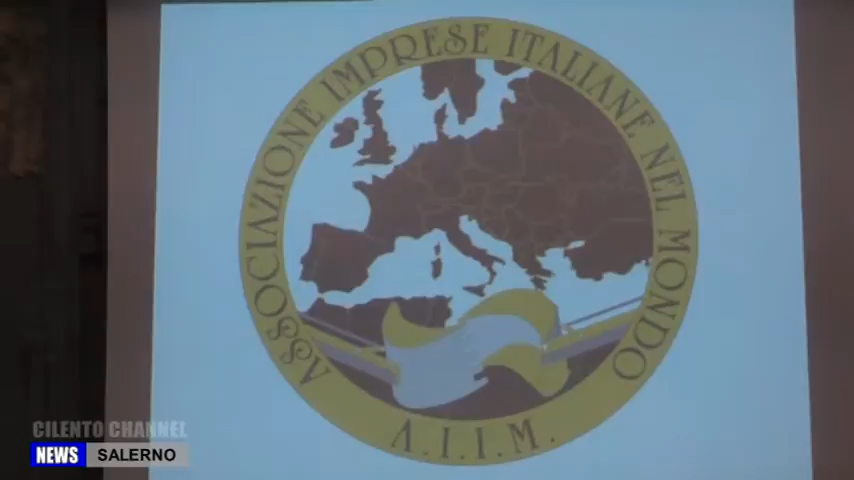 ASSOCIAZIONE IMPRESE ITALIANE NEL MONDO
A.I.I.M.
CILENTO CHANNEL
NEWS SALERNO